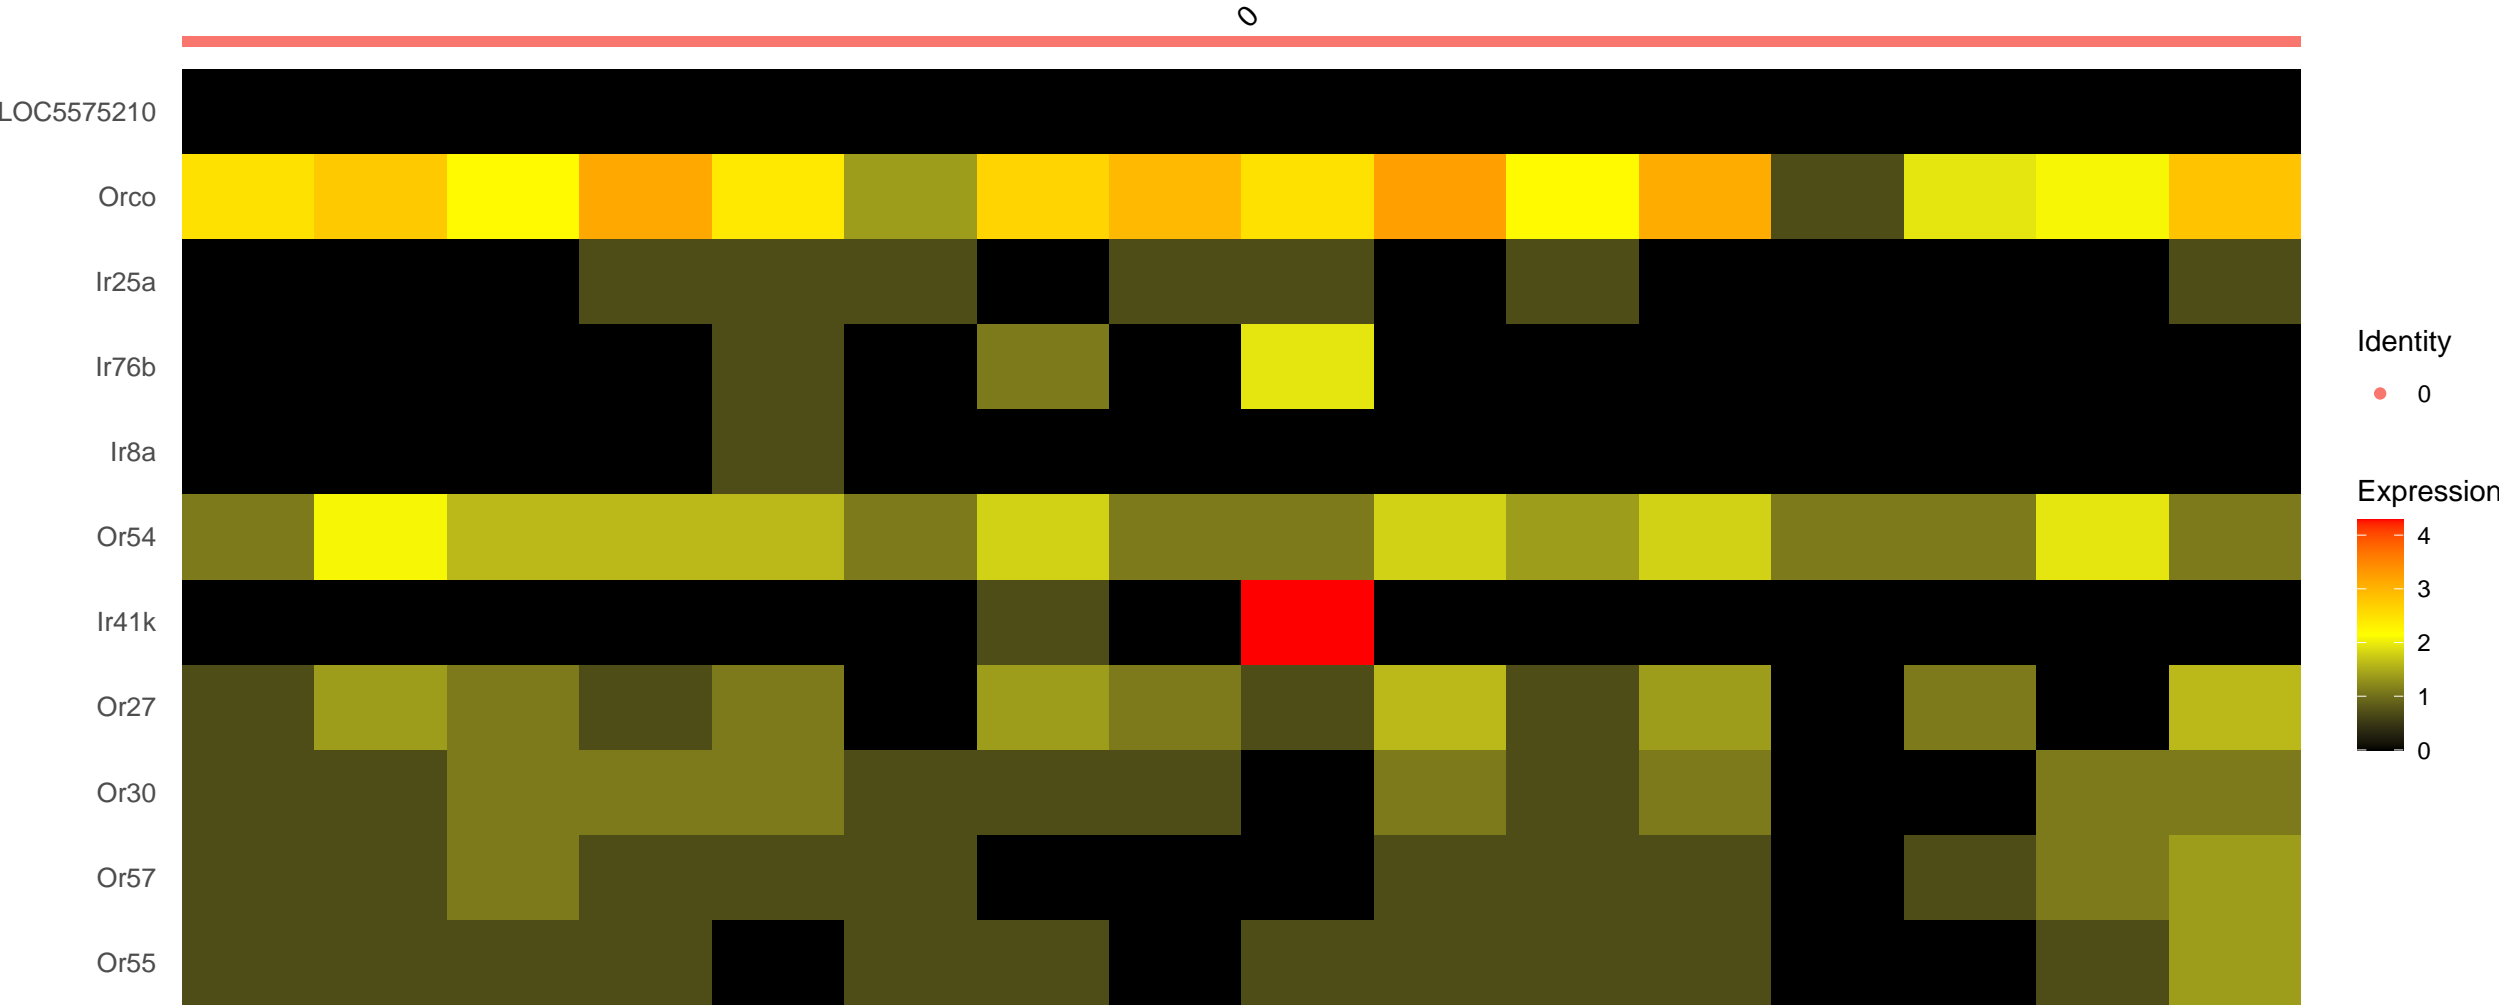 0
LOC5575210
Orco
Ir25a
Ir76b
Ir8a
Or54
Ir41k
Or27
Or30
Or57
Or55
Identity
0
Expression
4
3
2
1
0